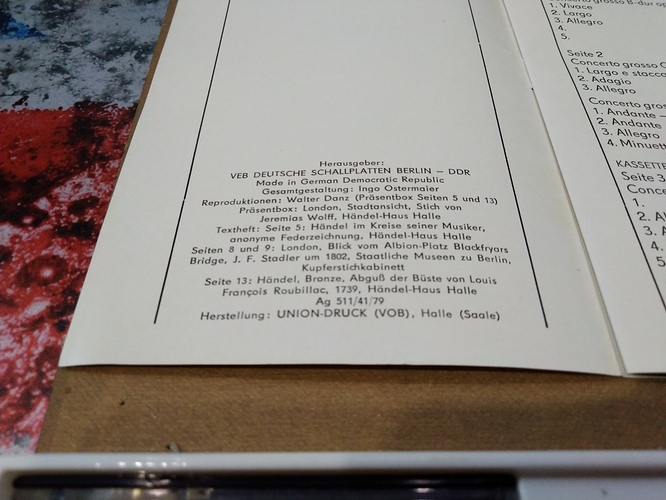 Herausgeber:
VEB DEUTSCHE SCHALLPLATTEN BERLIN – DDR
Made in German Democratic Republic
Gesamtgestaltung: Ingo Ostermaier
Reproduktionen: Walter Danz (Präsentbox Seiten 5 und 13)
Präsentbox: London, Stadtansicht, Stich von
Jeremias Wolff, Händel-Haus Halle
Textheft: Seite 5: Händel im Kreise seiner Musiker,
anonyme Federzeichnung, Händel-Haus Halle
Seiten 8 und 9: London, Blick vom Albion-Platz Blackfryars
Bridge, J. F. Stadler um 1802, Staatliche Museen zu Berlin,
Kupferstichkabinett
Seite 13: Händel, Bronze, Abguß der Büste von Louis
François Roubillac, 1739, Händel-Haus Halle
Ag 511/41/79
Herstellung: UNION-DRUCK (VOB), Halle (Saale)
Concerto grosso B-dur op
1. Vivace
2. Largo
3. Allegro
4.
5.
Seite 2
Concerto grosso
1. Largo e stacca
2. Adagio
3. Allegro
Concerto gros
1. Andante –
2. Andante
3. Allegro
4. Minuett
KASSETTE
Seite 3
Conce
1.
2. Al
3. A
4.
5